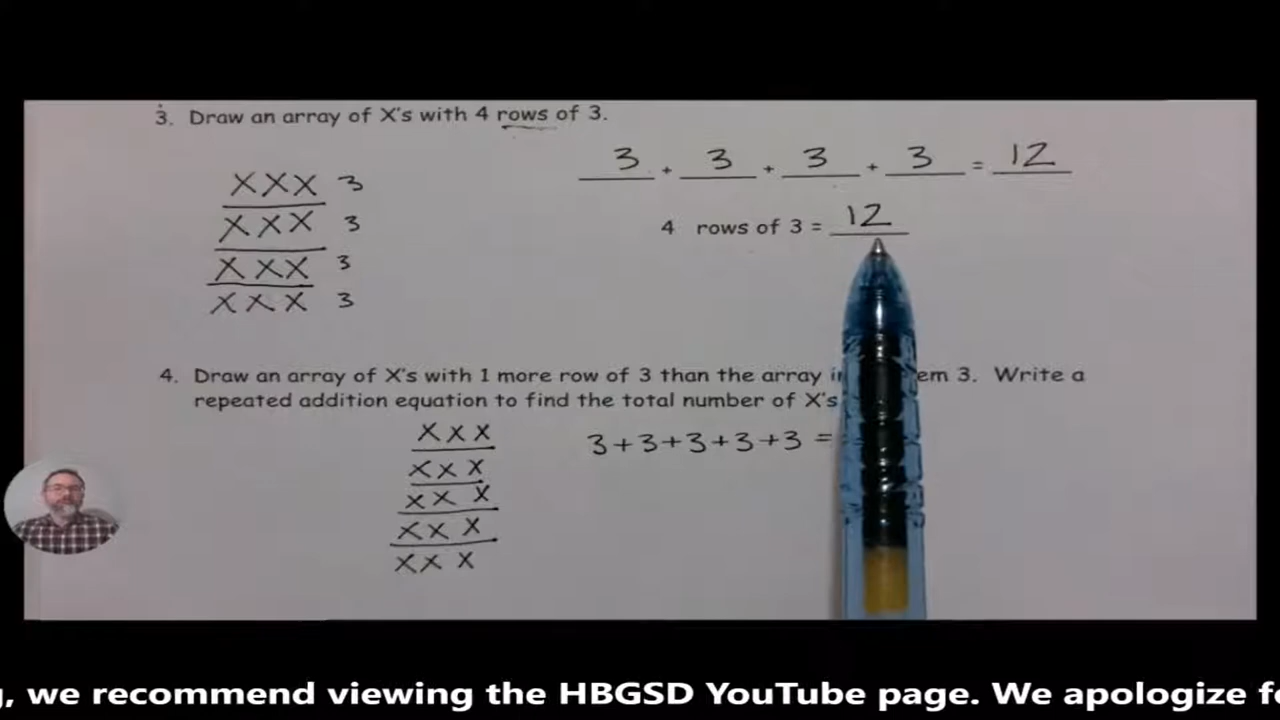 3. Draw an array of X's with 4 rows of 3.
3 + 3 + 3 + 3 = 12
XXX 3
XXX 3
XXX 3
XXX 3
4 rows of 3 = 12
4. Draw an array of X's with 1 more row of 3 than the array 3. Write a
repeated addition equation to find the total number of X's
XXX
XXX
XXX
XXX
XXX
3+3+3+3+3 =
, we recommend viewing the HBGSD YouTube page. We apologize